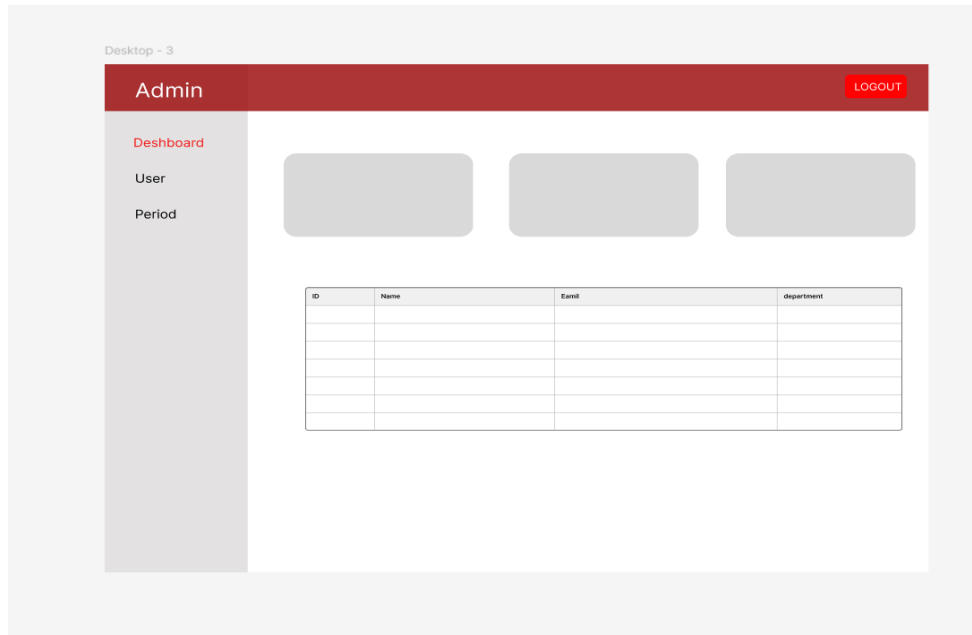 Desktop - 3
Admin
LOGOUT
Deshboard
User
Period
ID Name Eamil department